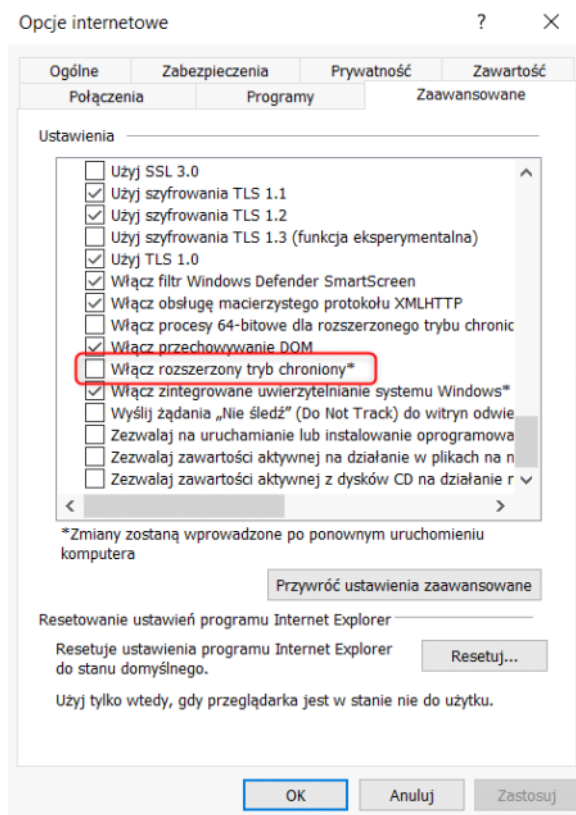 Opcje internetowe
Ogólne Zabezpieczenia Prywatność Zawartość
Połączenia Programy Zaawansowane
Ustawienia
Użyj SSL 3.0
Użyj szyfrowania TLS 1.1
Użyj szyfrowania TLS 1.2
Użyj szyfrowania TLS 1.3 (funkcja eksperymentalna)
Użyj TLS 1.0
Włącz filtr Windows Defender SmartScreen
Włącz obsługę macierzystego protokołu XMLHTTP
Włącz procesy 64-bitowe dla rozszerzonego trybu chronic
Włącz przechowywanie DOM
Włącz rozszerzony tryb chroniony*
Włącz zintegrowane uwierzytelnianie systemu Windows*
Wyślij żądania „Nie śledź” (Do Not Track) do witryn odwie
Zezwalaj na uruchamianie lub instalowanie oprogramowa
Zezwalaj zawartości aktywnej na działanie w plikach na n
Zezwalaj zawartości aktywnej z dysków CD na działanie r
*Zmiany zostaną wprowadzone po ponownym uruchomieniu
komputera
Przywróć ustawienia zaawansowane
Resetowanie ustawień programu Internet Explorer
Resetuje ustawienia programu Internet Explorer
do stanu domyślnego.
Resetuj...
Użyj tylko wtedy, gdy przeglądarka jest w stanie nie do użytku.
OK Anuluj Zastosuj